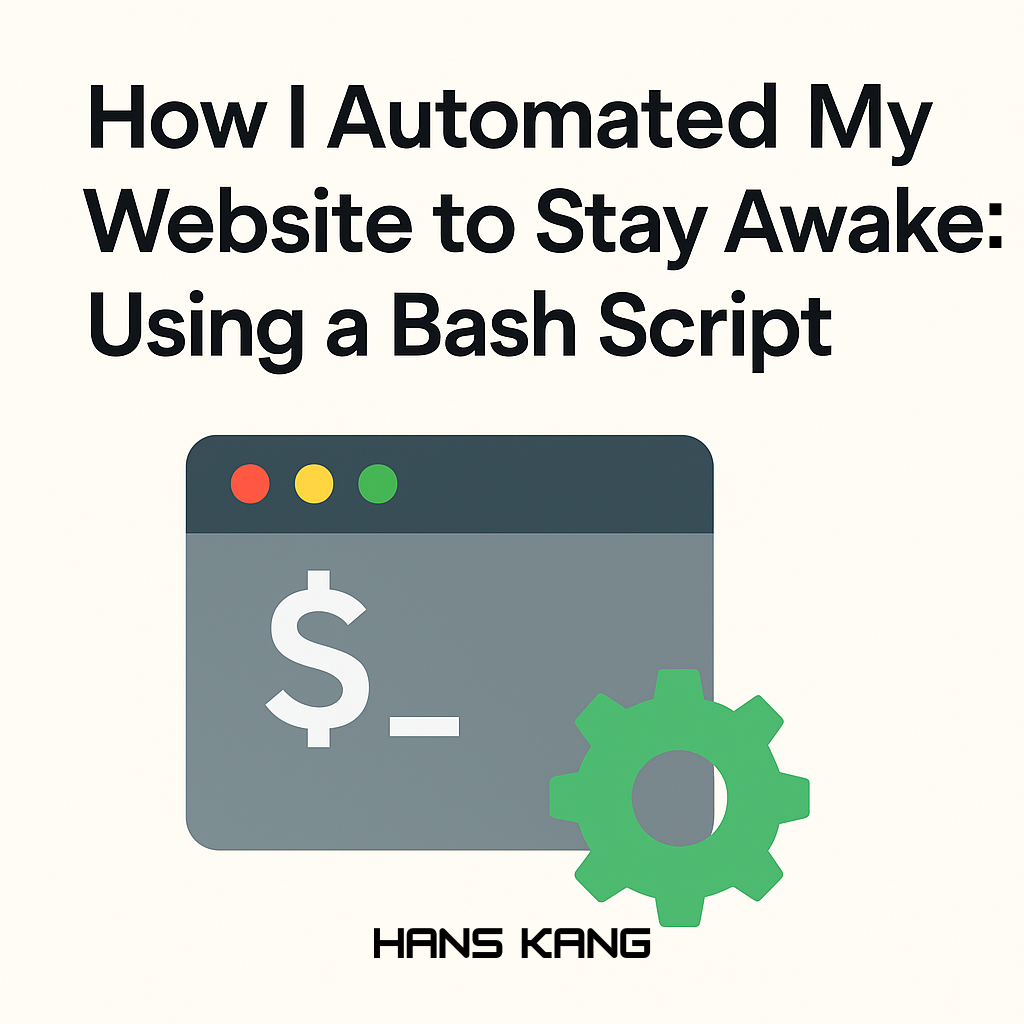 How I Automated My
Website to Stay Awake:
Using a Bash Script
$_
HANS KANG